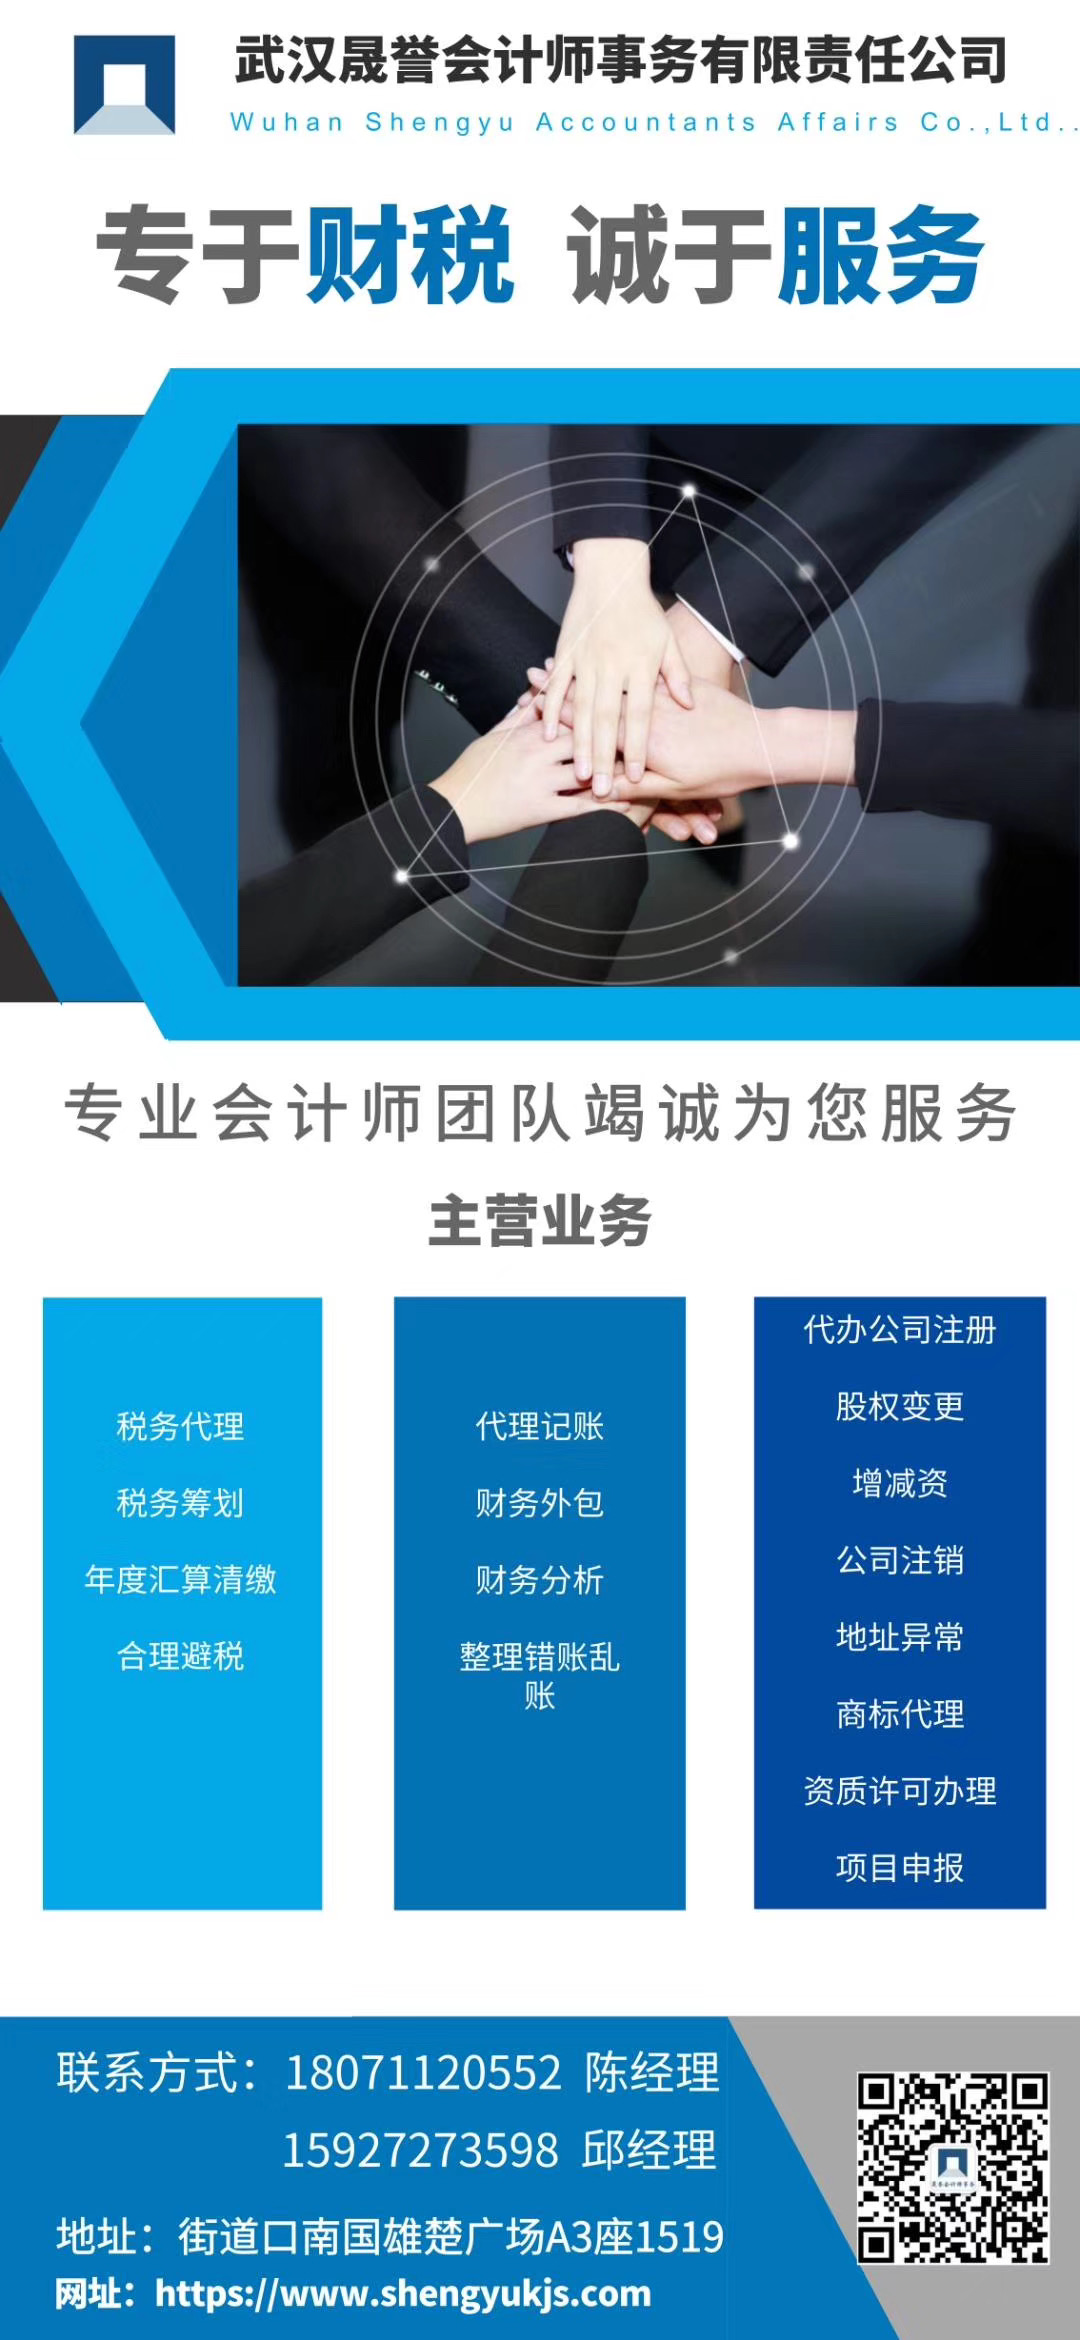 武汉晟誉会计师事务有限责任公司
Wuhan Shengyu Accountants Affairs Co.,Ltd..
专于财税 诚于服务
专业会计师团队竭诚为您服务
主营业务
税务代理
税务筹划
年度汇算清缴
合理避税
代理记账
财务外包
财务分析
整理错账乱
账
代办公司注册
股权变更
增减资
公司注销
地址异常
商标代理
资质许可办理
项目申报
联系方式：18071120552 陈经理
15927273598 邱经理
地址：街道口南国雄楚广场A3座1519
网址：https://www.shengyukjs.com